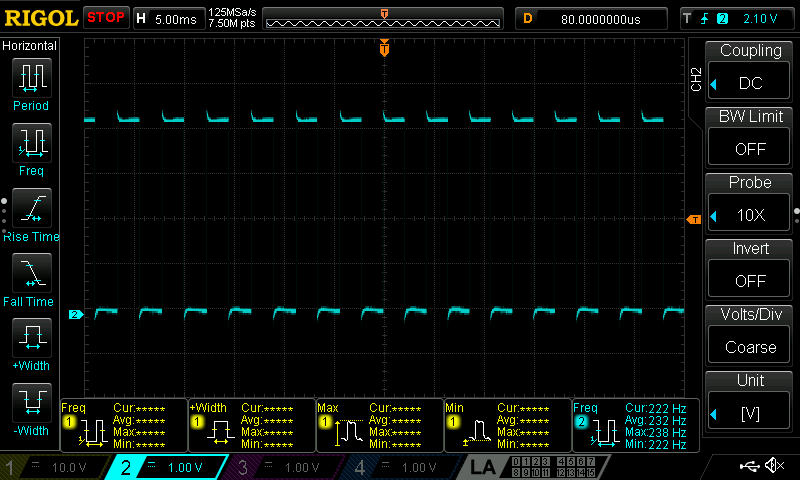 RIGOL STOP H 5.00ms 125MSa/s 7.50M pts T D 80.0000000us T 2 2.10 V
Horizontal
Period
Freq
Rise Time
Fall Time
+Width
-Width
T
2
T
CH2
Coupling
DC
BW Limit
OFF
Probe
10X
Invert
OFF
Volts/Div
Coarse
Unit
[V]
Freq 1 Cur:*****
Avg:*****
Max:*****
Min:*****
+Width 1 Cur:*****
Avg:*****
Max:*****
Min:*****
Max 1 Cur:*****
Avg:*****
Max:*****
Min:*****
Min 1 Cur:*****
Avg:*****
Max:*****
Min:*****
Freq 2 Cur:222 Hz
Avg:232 Hz
Max:238 Hz
Min:222 Hz
1 10.0 V 2 1.00 V 3 1.00 V 4 1.00 V LA 0 1 2 3 4 5 6 7
8 9 10 11 12 13 14 15